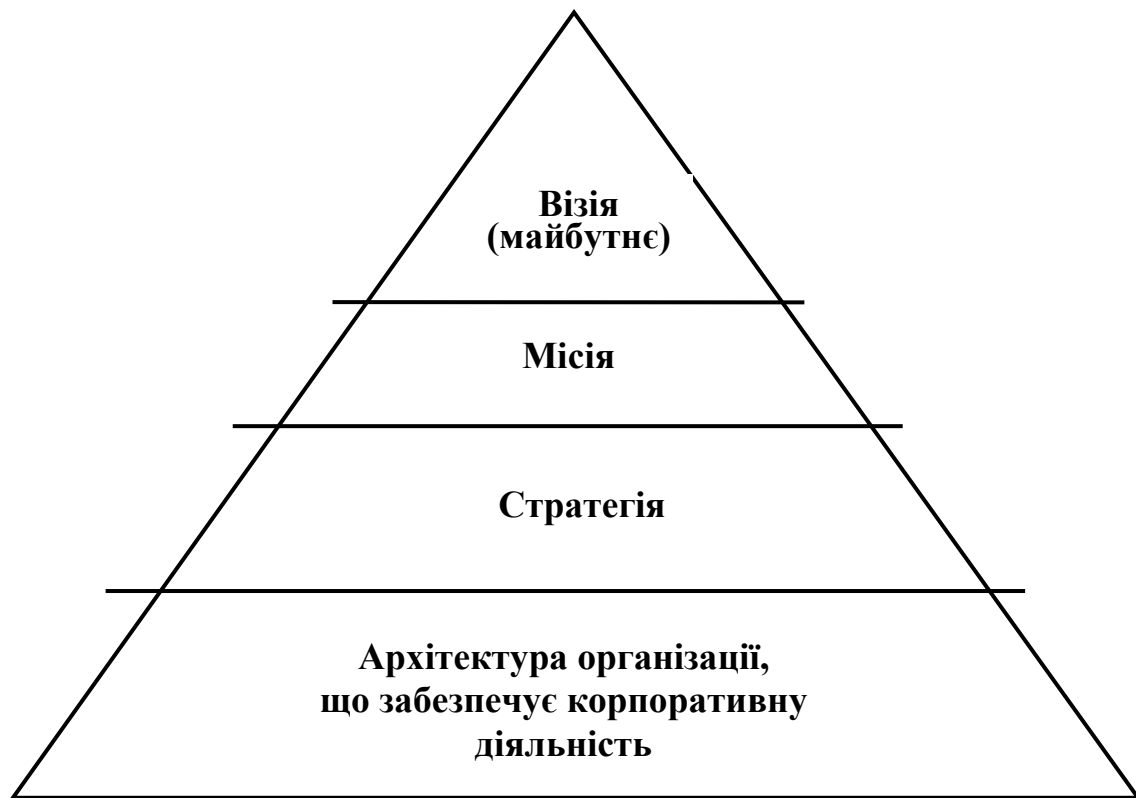 Візія
(майбутнє)
Місія
Стратегія
Архітектура організації,
що забезпечує корпоративну
діяльність